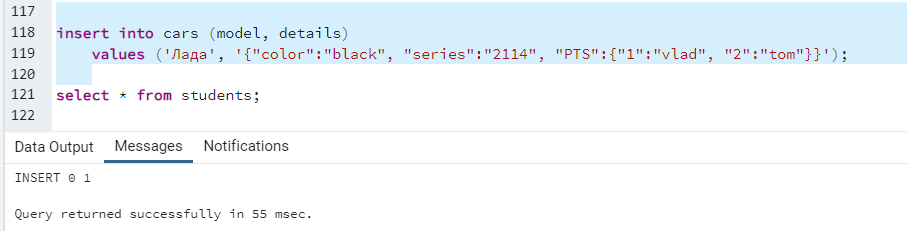 117
118 insert into cars (model, details)
119 values ('Лада', '{"color":"black", "series":"2114", "PTS":{"1":"vlad", "2":"tom"}}');
120
121 select * from students;
122
Data Output Messages Notifications
INSERT 0 1
Query returned successfully in 55 msec.